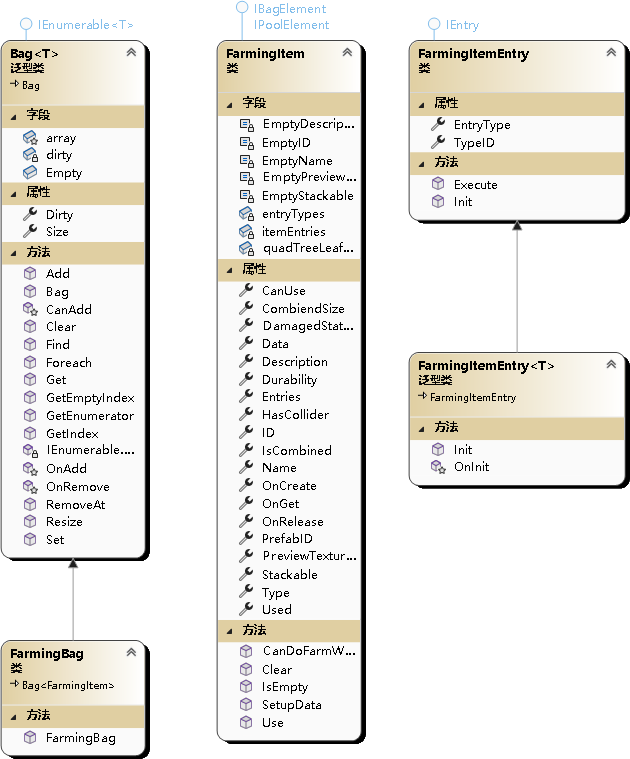 IEnumerable<T>
Bag<T>
泛型类
Bag
字段
array
dirty
Empty
属性
Dirty
Size
方法
Add
Bag
CanAdd
Clear
Find
Foreach
Get
GetEmptyIndex
GetEnumerator
GetIndex
IEnumerable....
OnAdd
OnRemove
RemoveAt
Resize
Set
FarmingBag
类
Bag<FarmingItem>
方法
FarmingBag
IBagElement
IPoolElement
FarmingItem
类
字段
EmptyDescrip...
EmptyID
EmptyName
EmptyPreview...
EmptyStackable
entryTypes
itemEntries
quadTreeLeaf...
属性
CanUse
CombiendSize
DamagedStat...
Data
Description
Durability
Entries
HasCollider
ID
IsCombined
Name
OnCreate
OnGet
OnRelease
PrefabID
PreviewTextur...
Stackable
Type
Used
方法
CanDoFarmW...
Clear
IsEmpty
SetupData
Use
IEntry
FarmingItemEntry
类
属性
EntryType
TypeID
方法
Execute
Init
FarmingItemEntry<T>
泛型类
FarmingItemEntry
方法
Init
OnInit